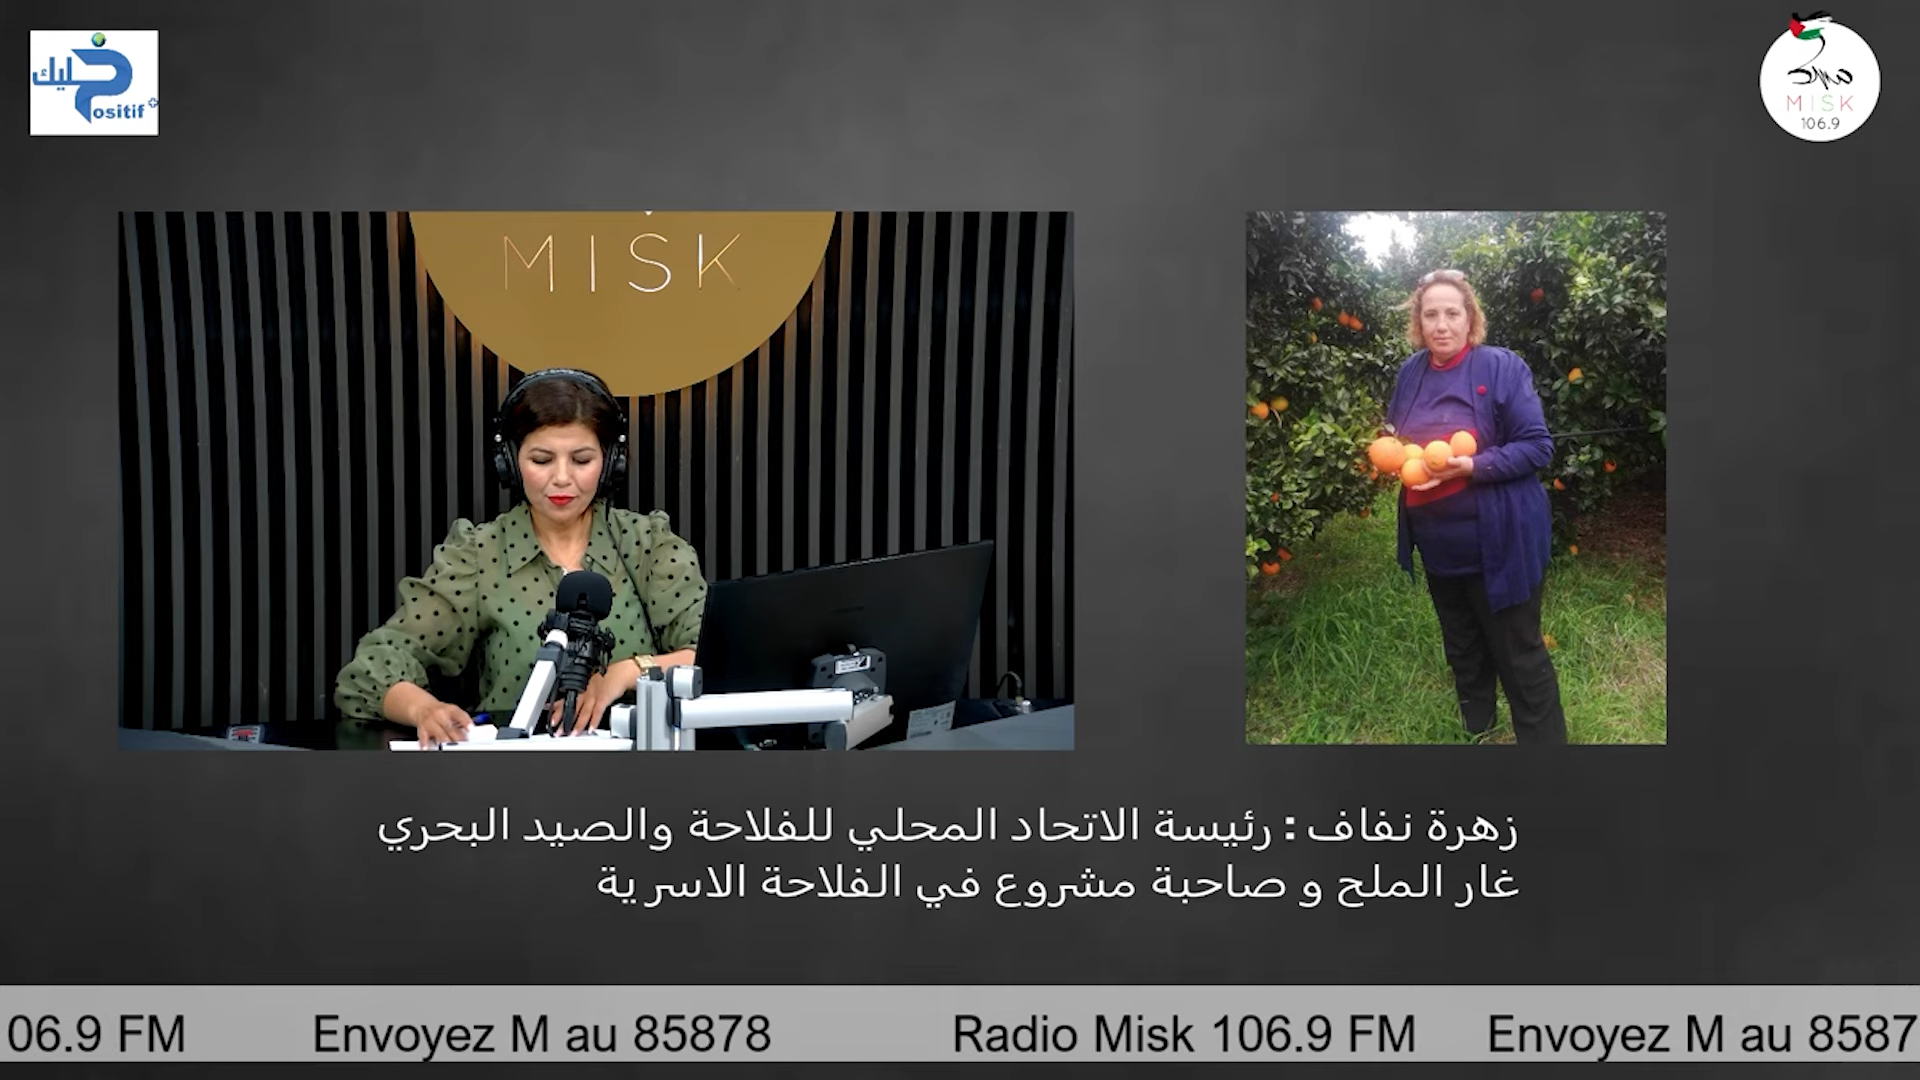 خليك
Positif+
مسك
MISK
106.9
MISK
زهرة نفاف : رئيسة الاتحاد المحلي للفلاحة والصيد البحري
غار الملح و صاحبة مشروع في الفلاحة الاسرية
06.9 FM Envoyez M au 85878 Radio Misk 106.9 FM Envoyez M au 8587